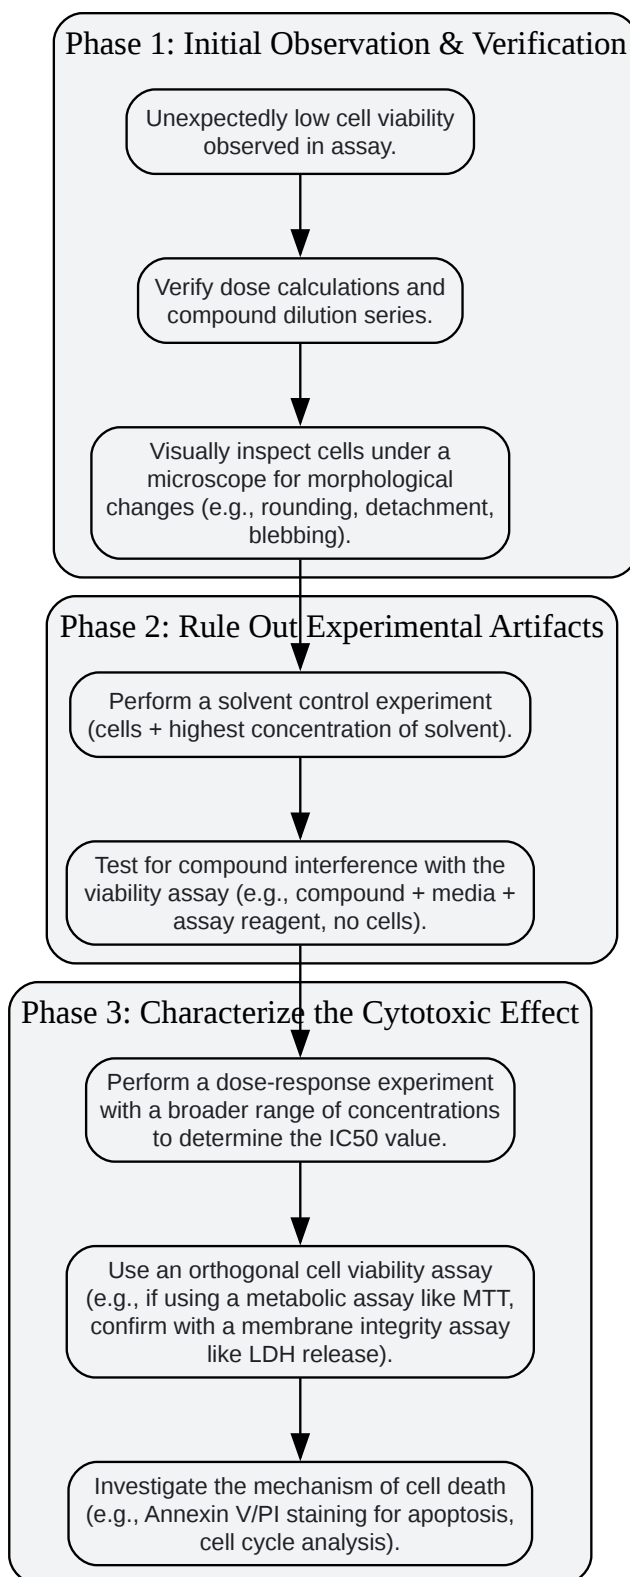 Phase 1: Initial Observation & Verification
Unexpectedly low cell viability
observed in assay.
Verify dose calculations and
compound dilution series.
Visually inspect cells under a
microscope for morphological
changes (e.g., rounding, detachment,
blebbing).
Phase 2: Rule Out Experimental Artifacts
Perform a solvent control experiment
(cells + highest concentration of solvent).
Test for compound interference with the
viability assay (e.g., compound + media +
assay reagent, no cells).
Phase 3: Characterize the Cytotoxic Effect
Perform a dose-response experiment
with a broader range of concentrations
to determine the IC50 value.
Use an orthogonal cell viability assay
(e.g., if using a metabolic assay like MTT,
confirm with a membrane integrity assay
like LDH release).
Investigate the mechanism of cell death
(e.g., Annexin V/PI staining for apoptosis,
cell cycle analysis).